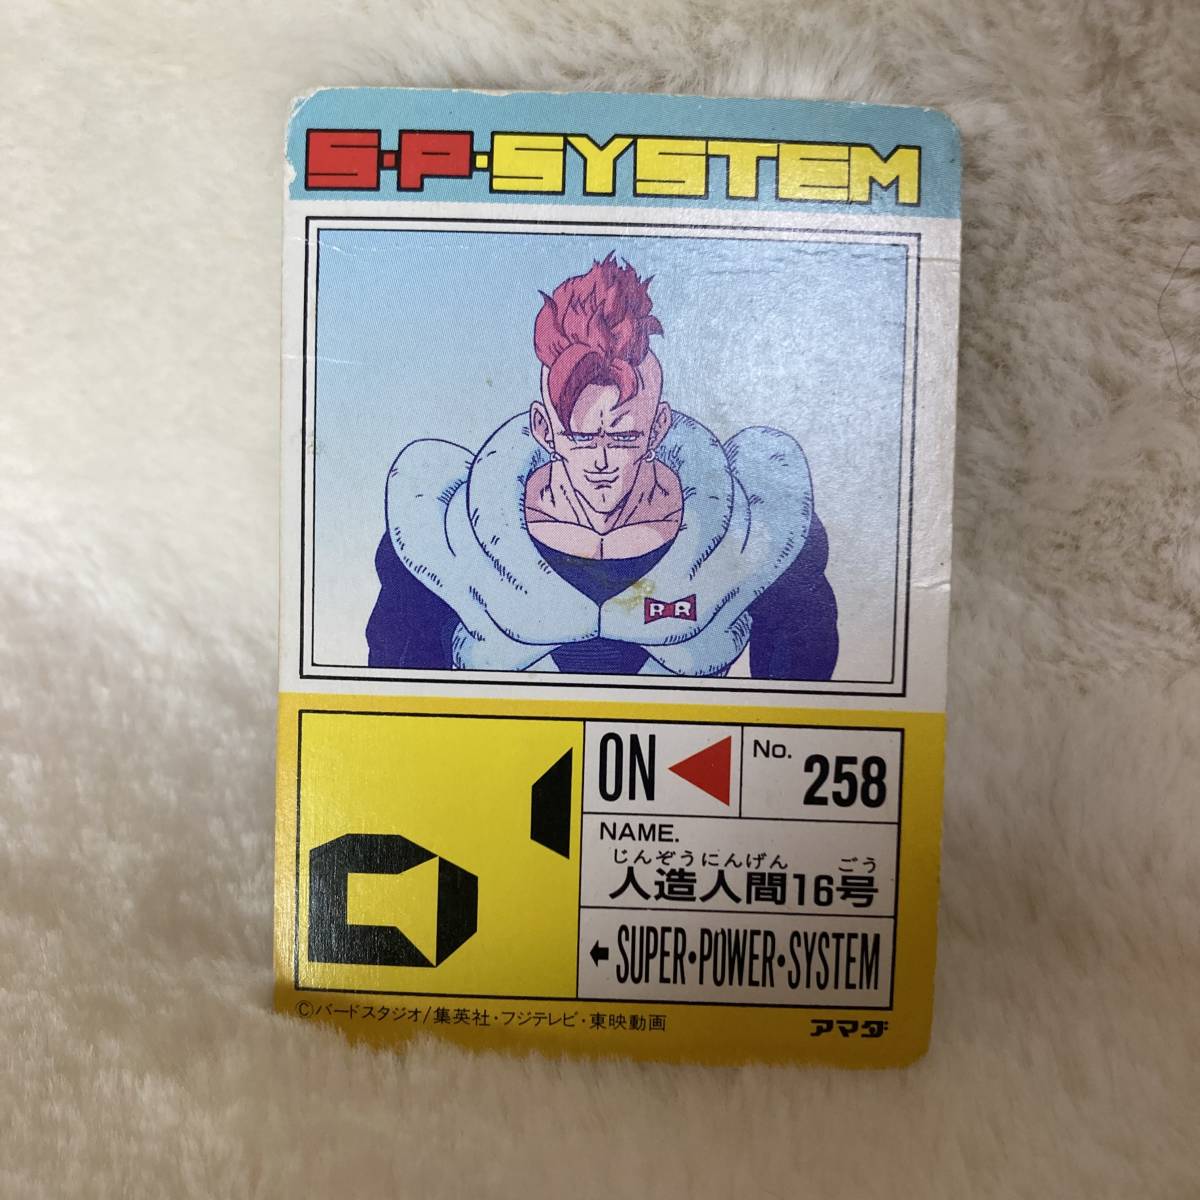 S・P・SYSTEM
RR
ON
No. 258
NAME.
じんぞうにんげん ごう
人造人間16号
←SUPER・POWER・SYSTEM
©バードスタジオ/集英社・フジテレビ・東映動画
アマダ